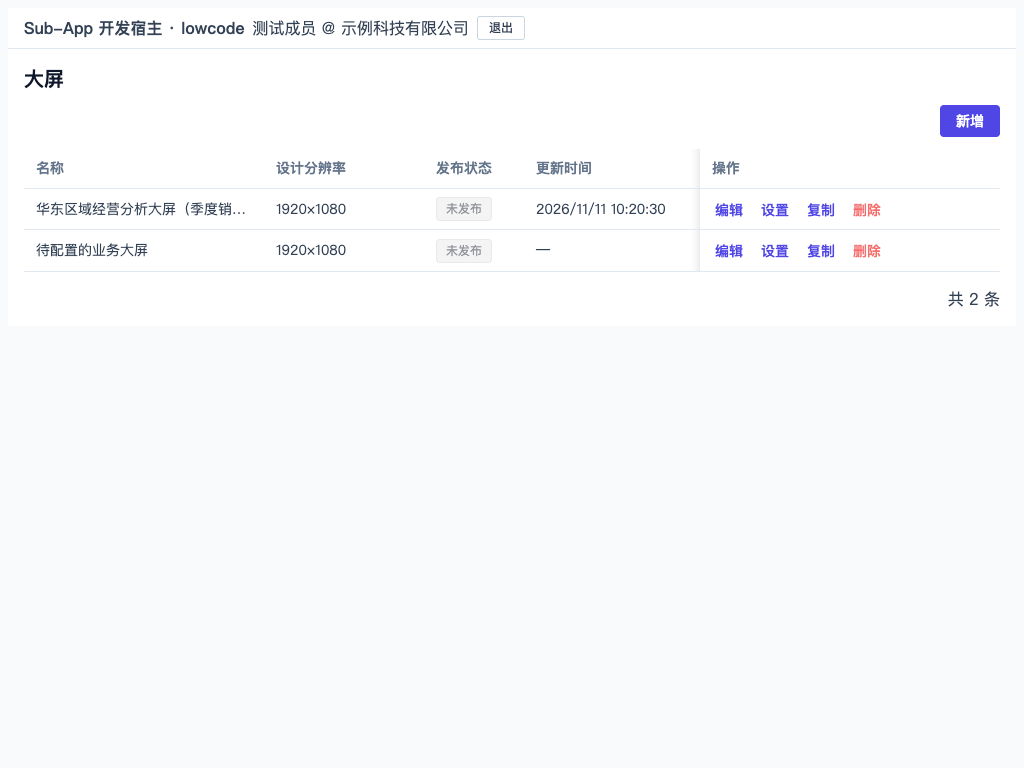 Sub-App 开发宿主 · lowcode 测试成员 @ 示例科技有限公司 退出
大屏
新增
名称 设计分辨率 发布状态 更新时间 操作
华东区域经营分析大屏（季度销... 1920×1080 未发布 2026/11/11 10:20:30 编辑 设置 复制 删除
待配置的业务大屏 1920×1080 未发布 — 编辑 设置 复制 删除
共 2 条